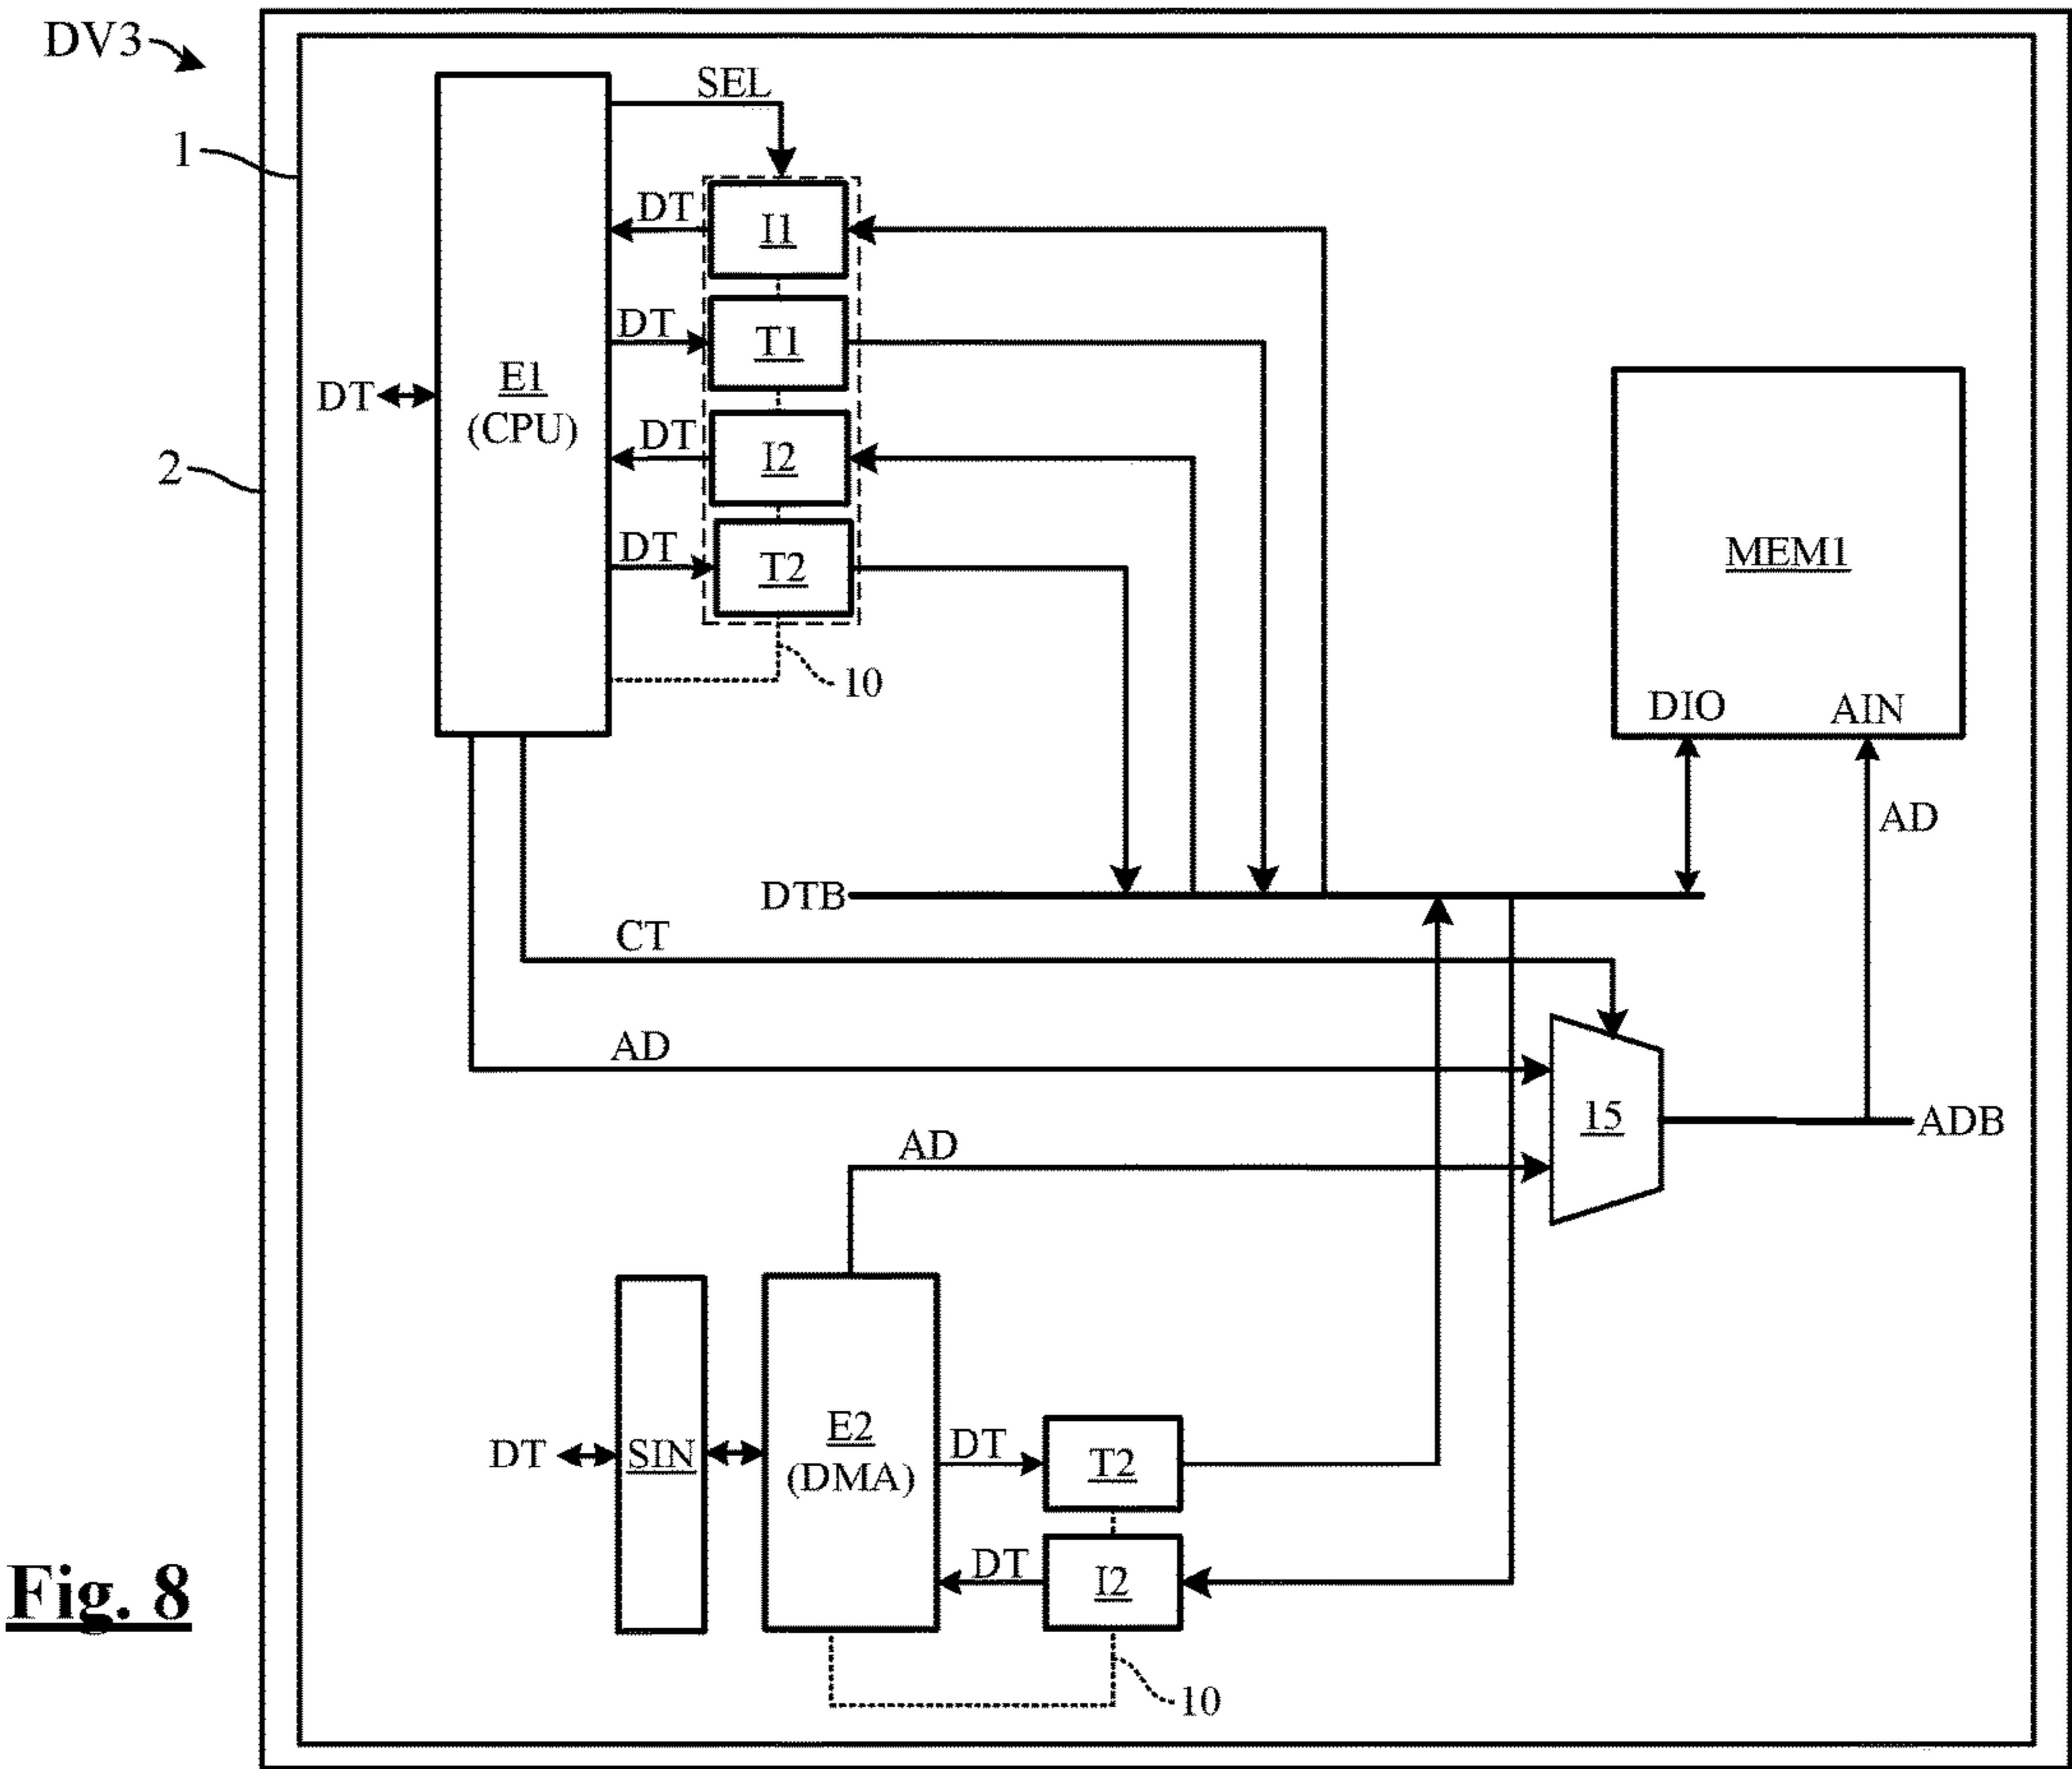 DV3
SEL
1
DT
I1
DT
T1
E1
(CPU)
DT
DT
I2
2
DT
T2
MEM1
10
DIO
AIN
AD
DTB
CT
AD
15
ADB
AD
E2
(DMA)
DT
SIN
DT
T2
DT
I2
Fig. 8
10